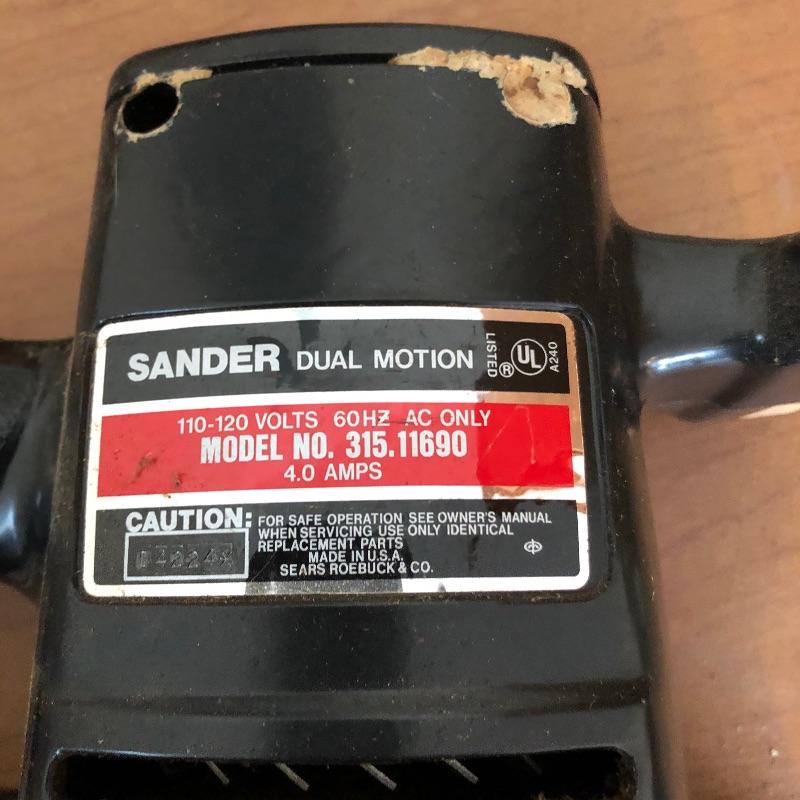 SANDER DUAL MOTION
LISTED ® UL A240
110-120 VOLTS 60HZ AC ONLY
MODEL NO. 315.11690
4.0 AMPS
CAUTION: FOR SAFE OPERATION SEE OWNER'S MANUAL
WHEN SERVICING USE ONLY IDENTICAL
REPLACEMENT PARTS
MADE IN U.S.A.
SEARS ROEBUCK & CO.